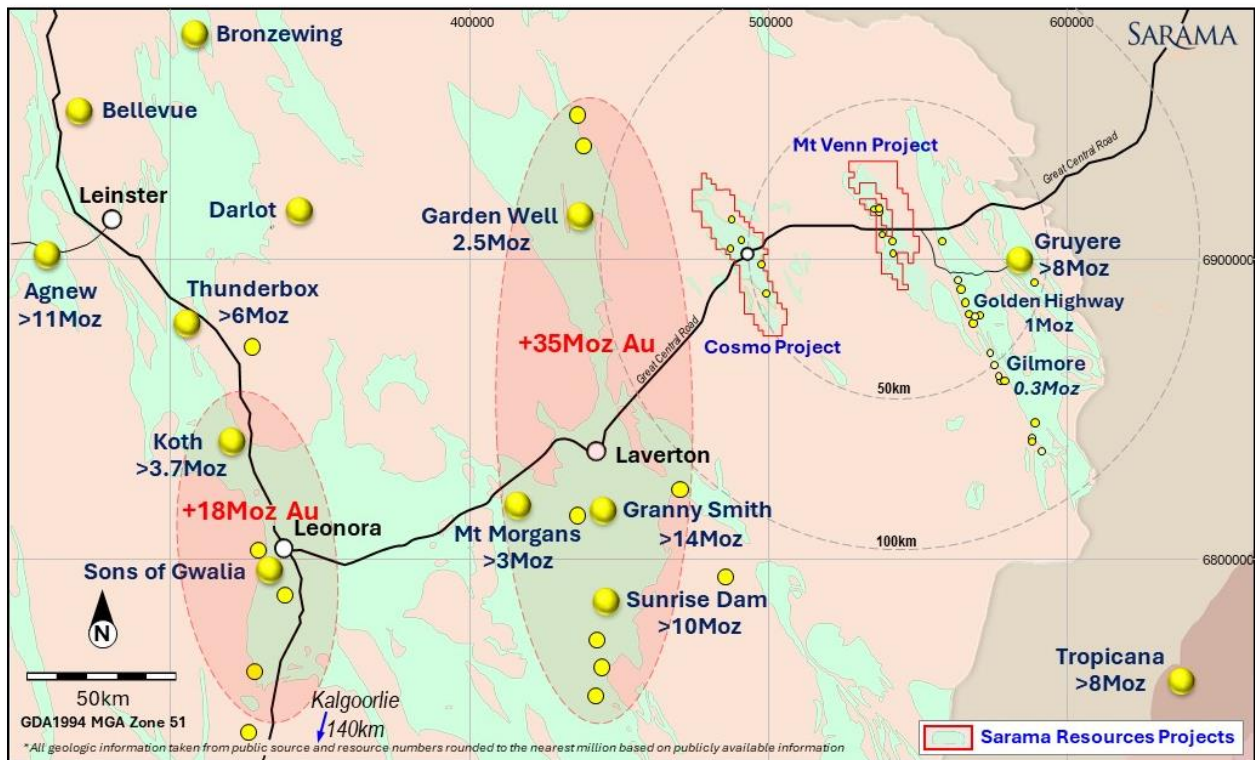 400000
500000
600000
SARAMA
Bronzewing
Bellevue
Mt Venn Project
Great Central Road
Leinster
Darlot
Garden Well
2.5Moz
Gruyere
>8Moz
6900000
Agnew
>11Moz
Thunderbox
>6Moz
Golden Highway
1Moz
+35Moz Au
Great Central Road
Cosmo Project
Gilmore
0.3Moz
50km
Koth
>3.7Moz
Laverton
+18Moz Au
Leonora
Mt Morgans
>3Moz
Granny Smith
>14Moz
100km
6800000
Sons of Gwalia
Sunrise Dam
>10Moz
N
Tropicana
>8Moz
50km
GDA1994 MGA Zone 51
Kalgoorlie
140km
*All geologic information taken from public source and resource numbers rounded to the nearest million based on publicly available information
Sarama Resources Projects